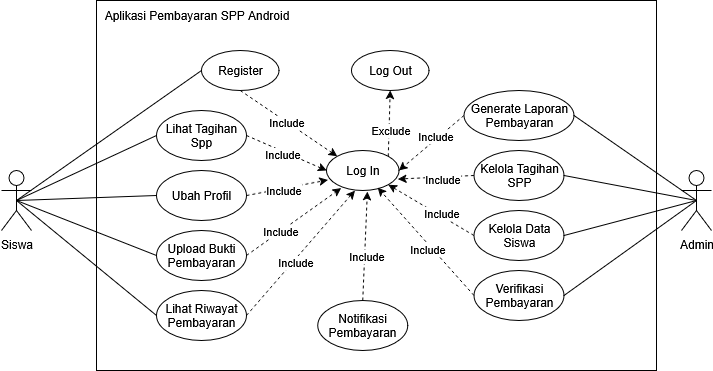 Aplikasi Pembayaran SPP Android
Register
Log Out
Include
Exclude
Include
Generate Laporan
Pembayaran
Lihat Tagihan
Spp
Include
Log In
Kelola Tagihan
SPP
Include
Ubah Profil
Include
Siswa
Admin
Upload Bukti
Pembayaran
Include
Include
Kelola Data
Siswa
Include
Include
Include
Lihat Riwayat
Pembayaran
Notifikasi
Pembayaran
Verifikasi
Pembayaran